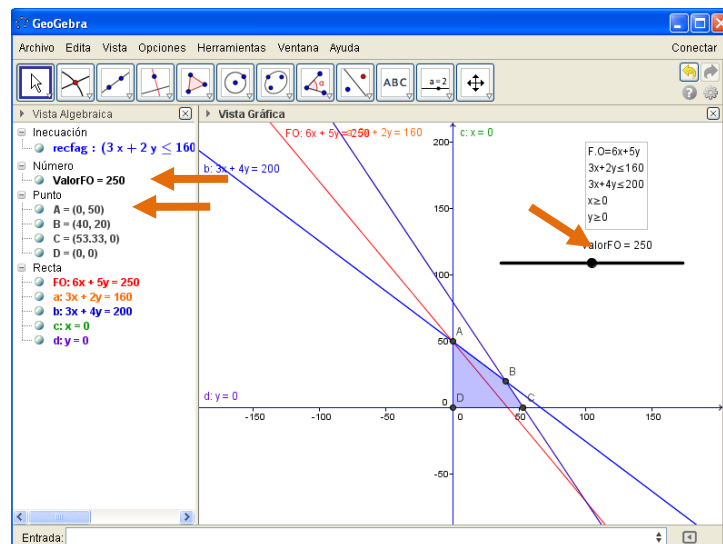 GeoGebra
Archivo Edita Vista Opciones Herramientas Ventana Ayuda Conectar
ABC a=2
Vista Algebraica
Inecuación
recfag : (3 x + 2 y ≤ 160
Número
ValorFO = 250
Punto
A = (0, 50)
B = (40, 20)
C = (53.33, 0)
D = (0, 0)
Recta
FO: 6x + 5y = 250
a: 3x + 2y = 160
b: 3x + 4y = 200
c: x = 0
d: y = 0
Vista Gráfica
FO: 6x + 5y = 250
a: 3x + 2y = 160
c: x = 0
b: 3x + 4y = 200
F.O=6x+5y
3x+2y≤160
3x+4y≤200
x≥0
y≥0
ValorFO = 250
200
150
100
50
0
-50
A
B
C
D
d: y = 0
-150 -100 -50 0 50 100 150
Entrada: